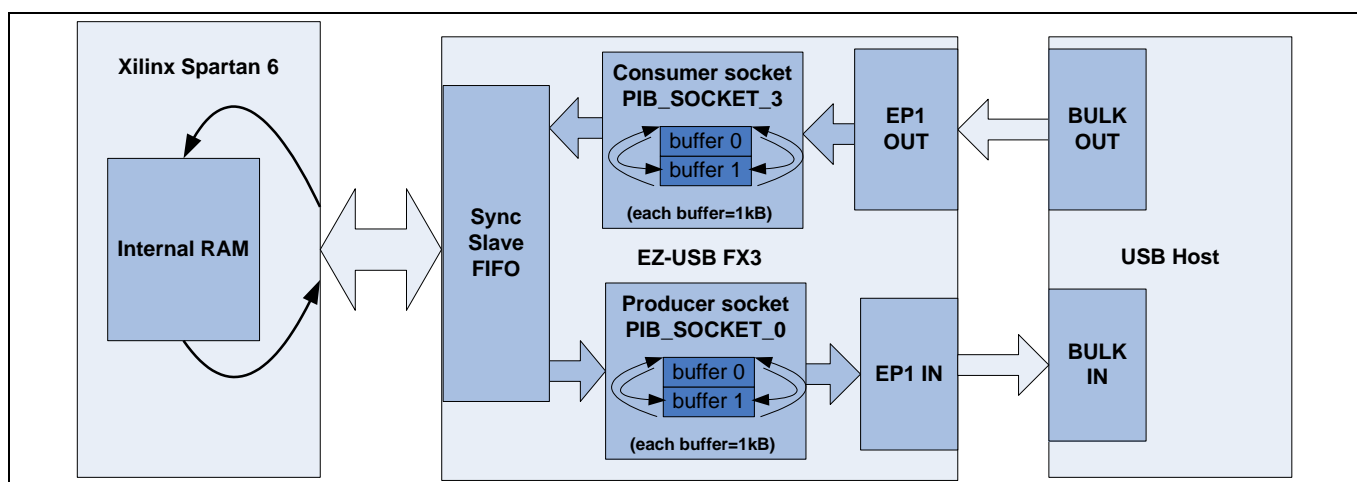 Xilinx Spartan 6
Internal RAM
Sync
Slave
FIFO
Consumer socket
PIB_SOCKET_3
buffer 0
buffer 1
(each buffer=1kB)
EZ-USB FX3
Producer socket
PIB_SOCKET_0
buffer 0
buffer 1
(each buffer=1kB)
EP1
OUT
EP1 IN
BULK
OUT
USB Host
BULK
IN